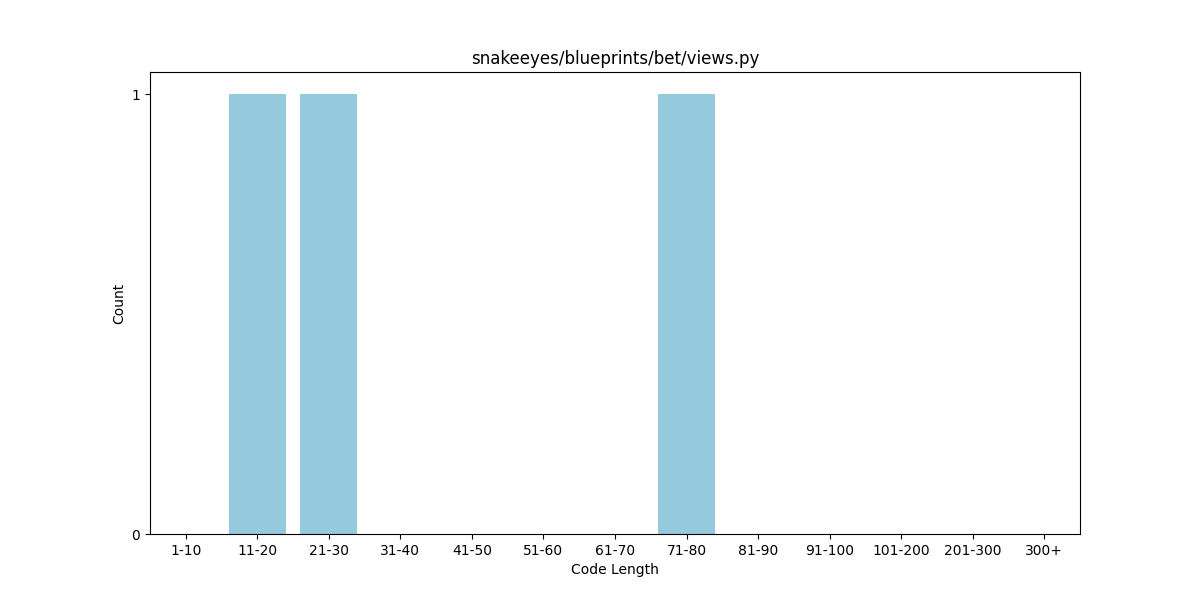 snakeeyes/blueprints/bet/views.py
1
Count
0
1-10 11-20 21-30 31-40 41-50 51-60 61-70 71-80 81-90 91-100 101-200 201-300 300+
Code Length